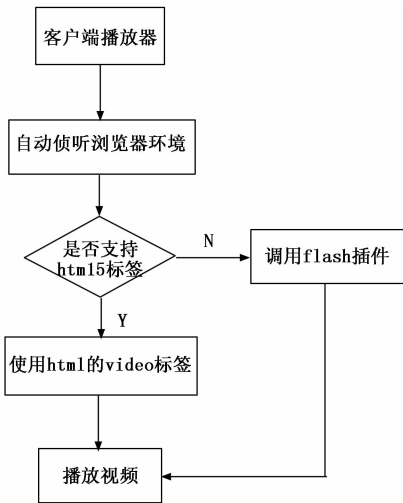 客户端播放器
自动侦听浏览器环境
是否支持
html5标签
N
调用flash插件
Y
使用html的video标签
播放视频